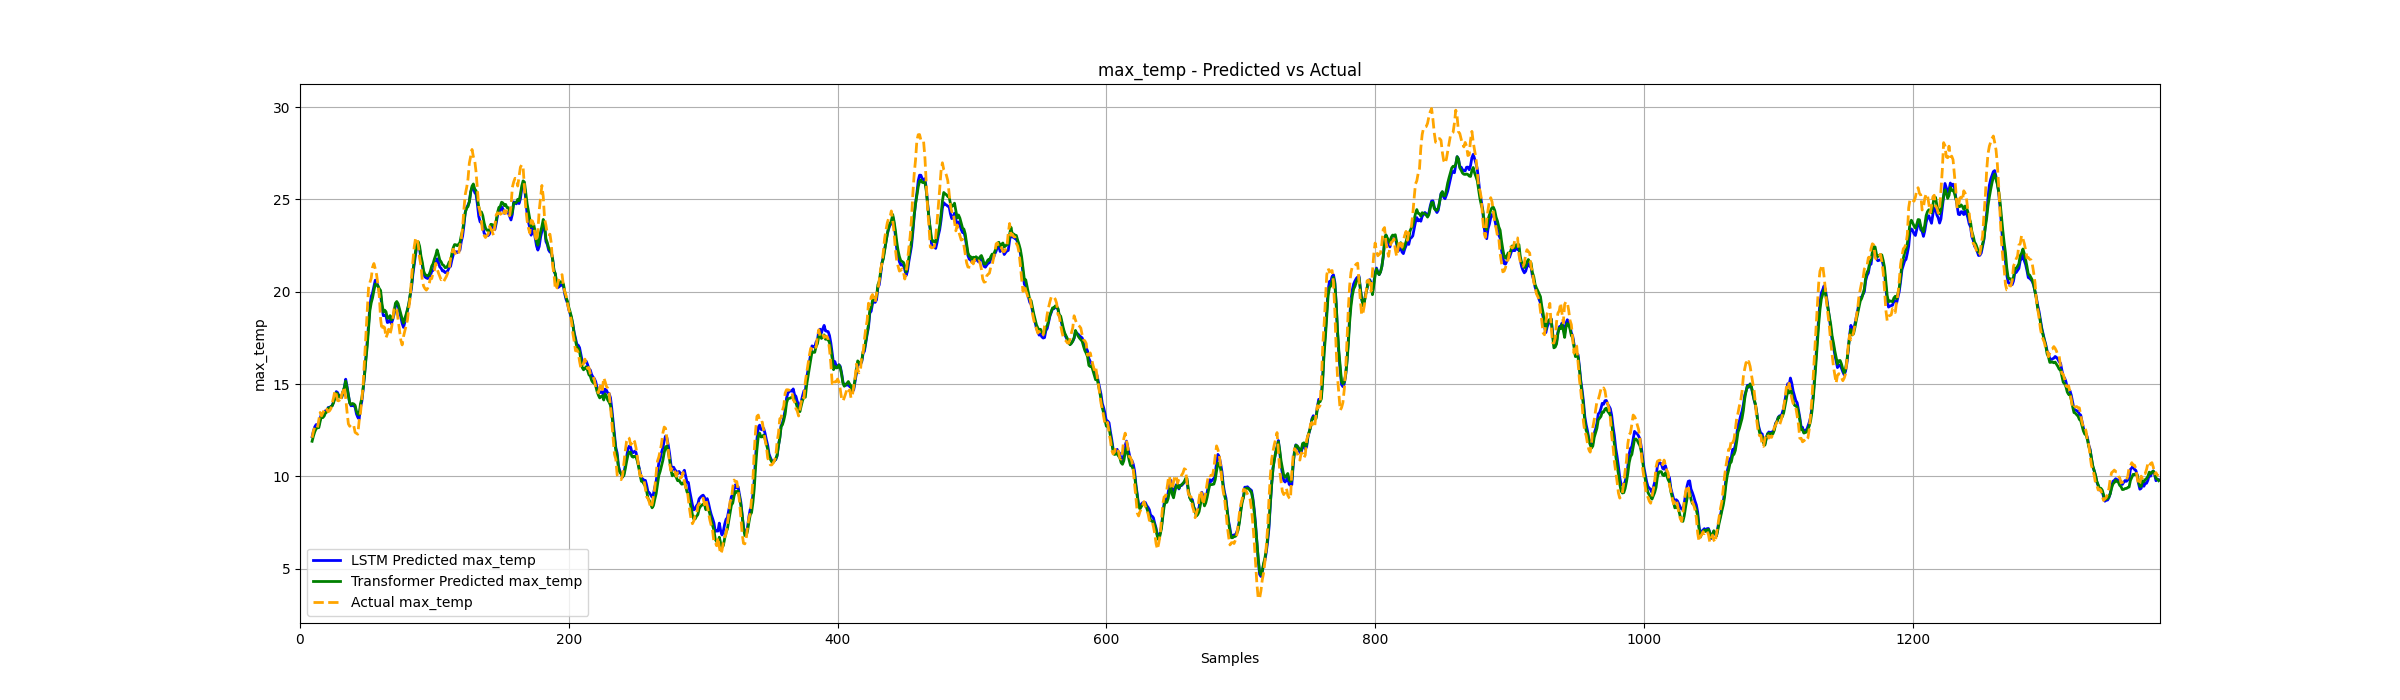 max_temp - Predicted vs Actual
max_temp
30
25
20
15
10
5
LSTM Predicted max_temp
Transformer Predicted max_temp
Actual max_temp
0 200 400 600 800 1000 1200
Samples